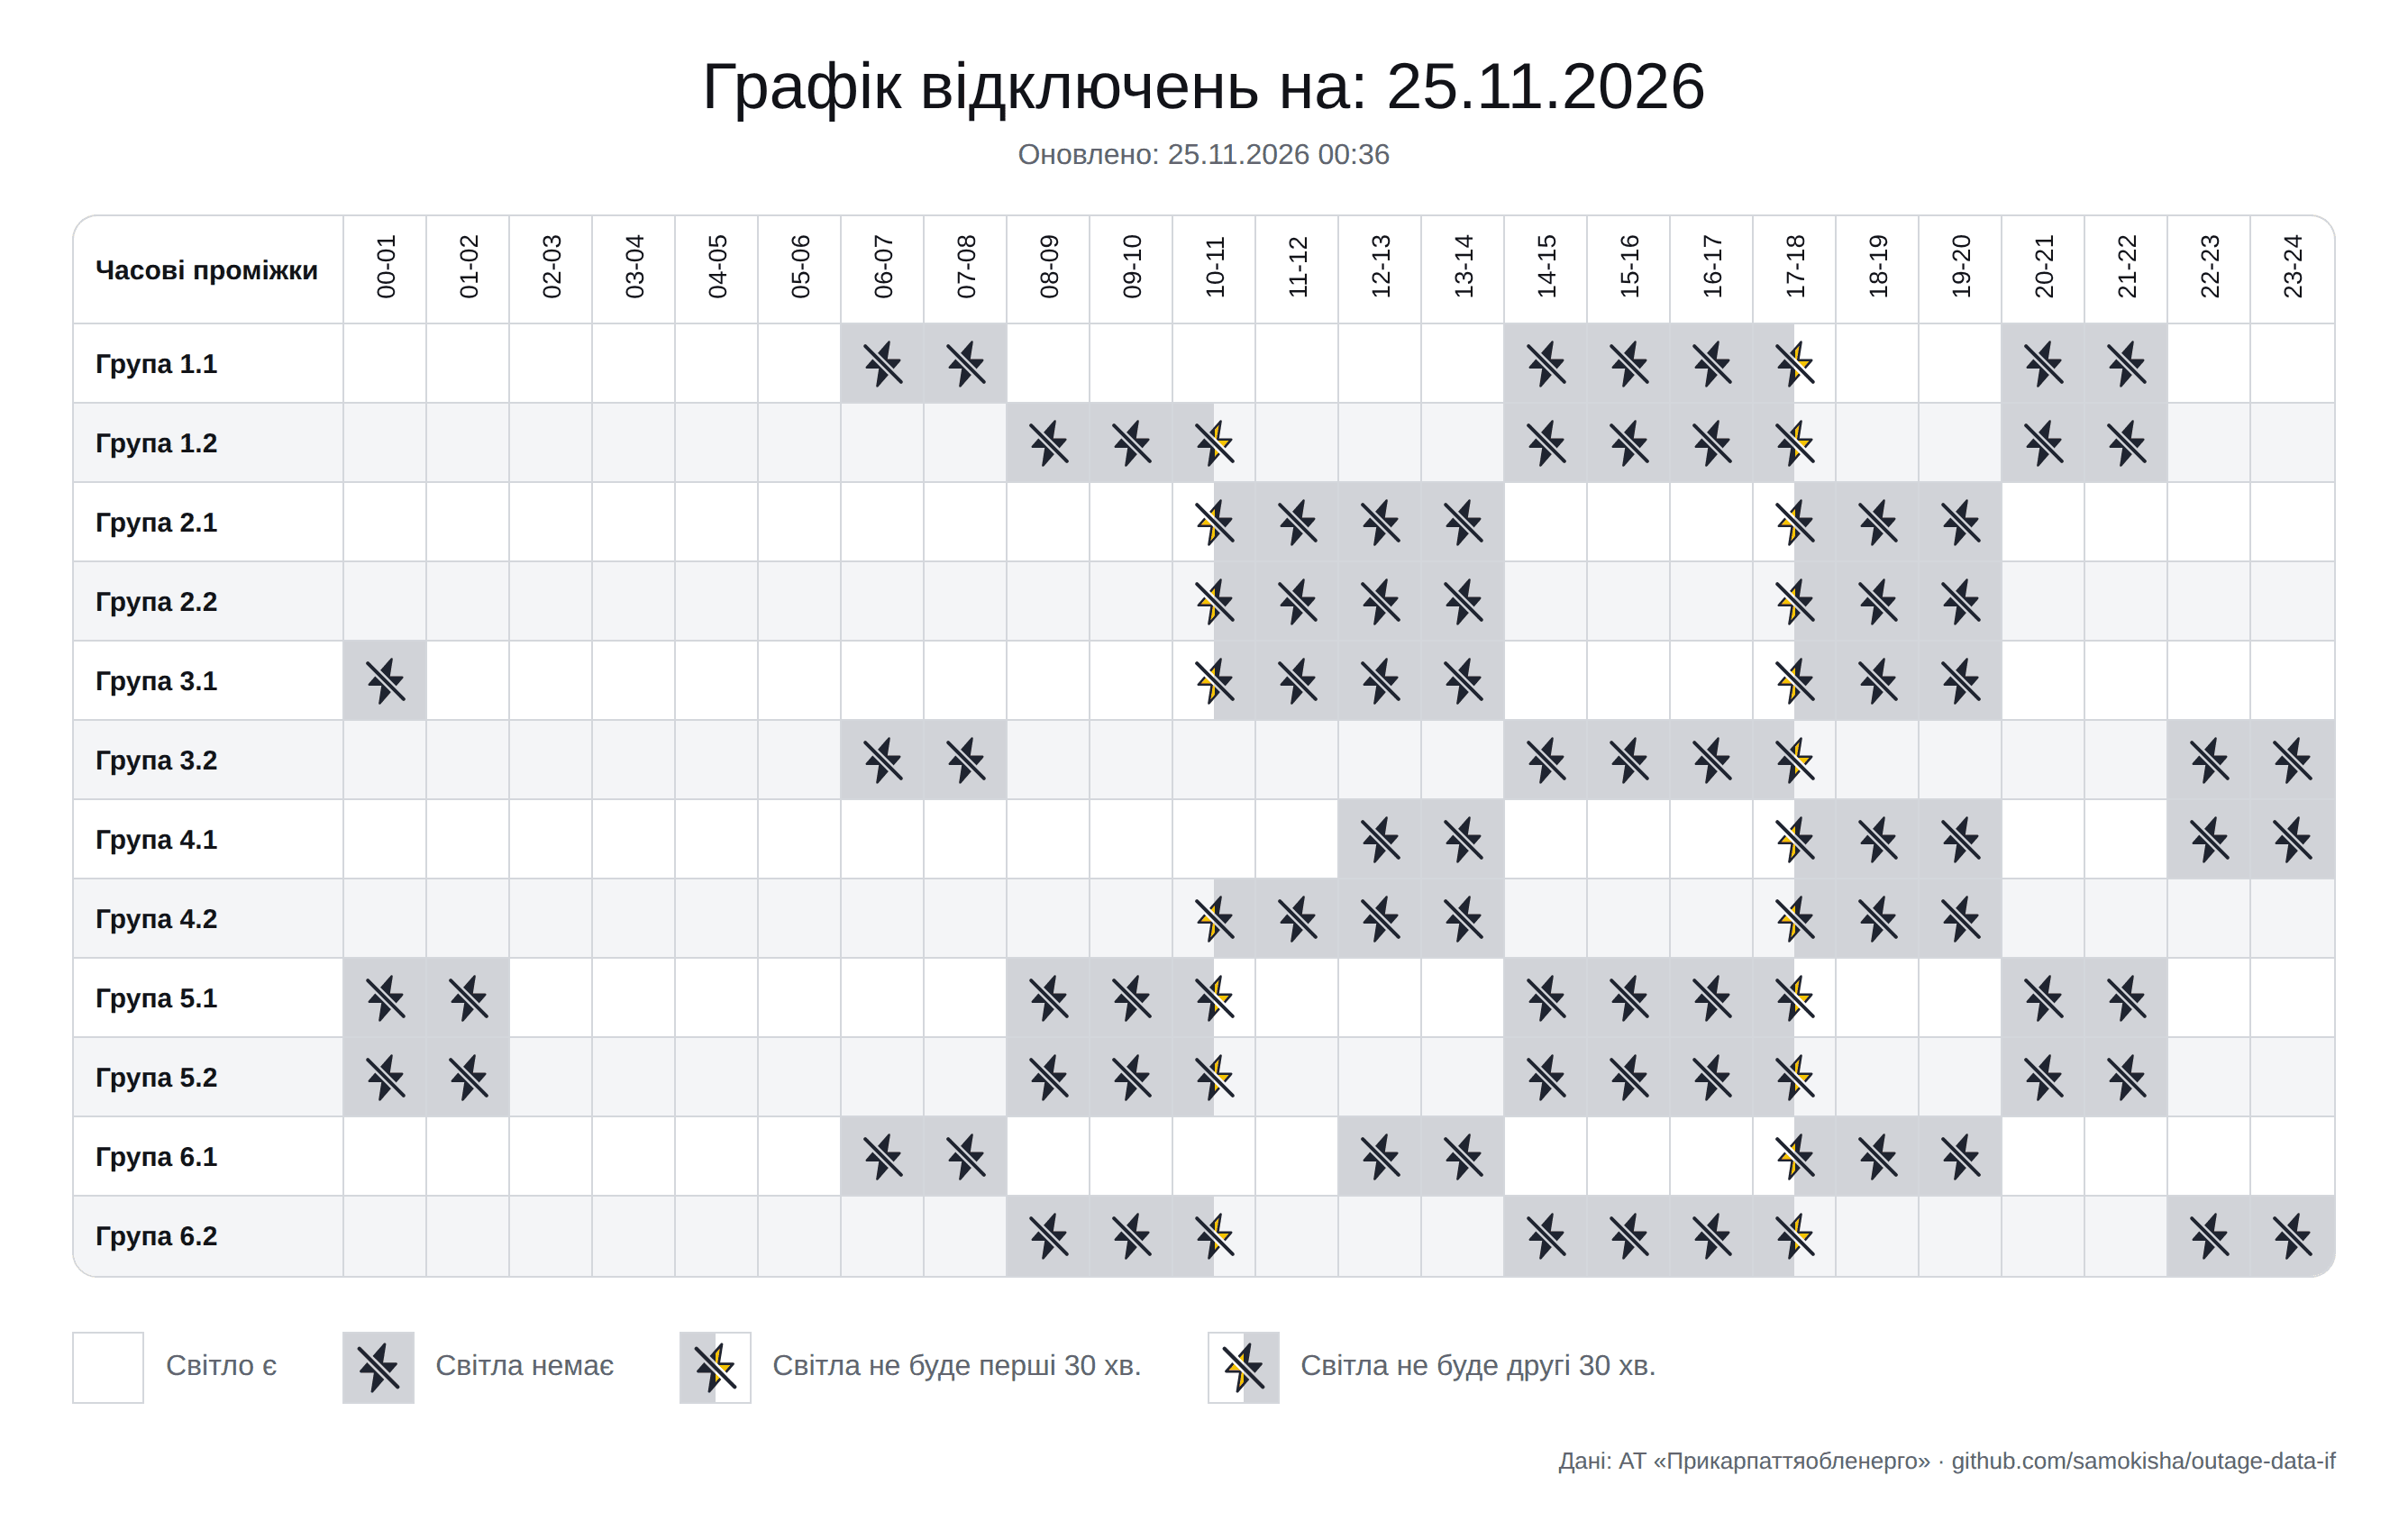 Графік відключень на: 25.11.2026
Оновлено: 25.11.2026 00:36
Часові проміжки 00-01 01-02 02-03 03-04 04-05 05-06 06-07 07-08 08-09 09-10 10-11 11-12 12-13 13-14 14-15 15-16 16-17 17-18 18-19 19-20 20-21 21-22 22-23 23-24
Група 1.1
Група 1.2
Група 2.1
Група 2.2
Група 3.1
Група 3.2
Група 4.1
Група 4.2
Група 5.1
Група 5.2
Група 6.1
Група 6.2
Світло є Світла немає Світла не буде перші 30 хв. Світла не буде другі 30 хв.
Дані: АТ «Прикарпаттяобленерго» · github.com/samokisha/outage-data-if